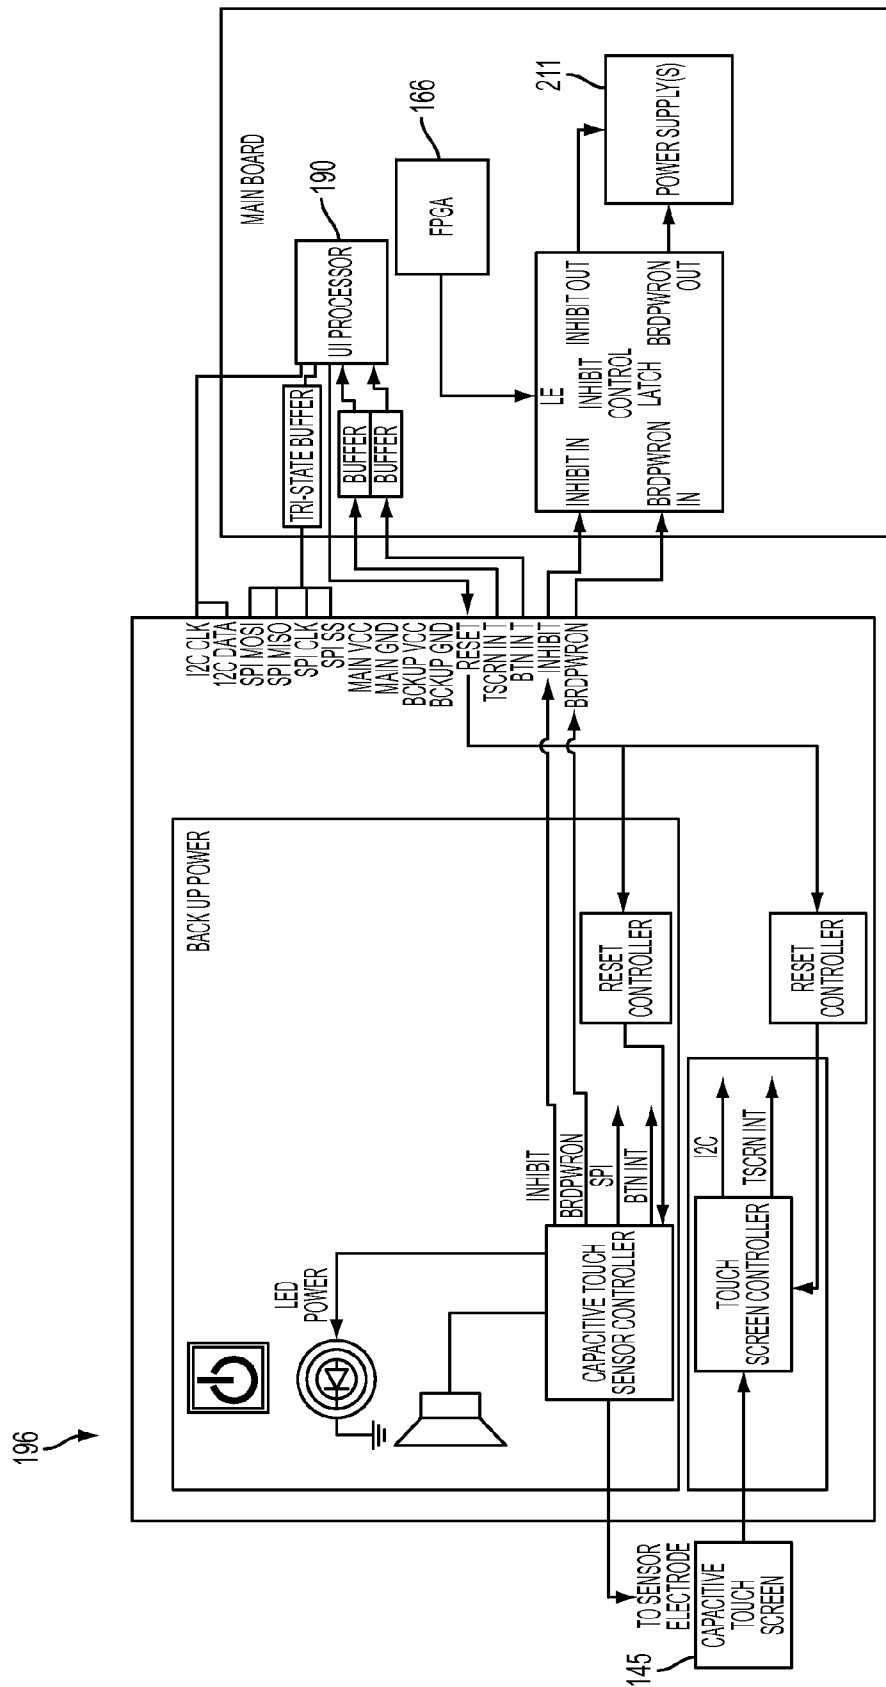 196
BACK UP POWER
LED
POWER
CAPACITIVE TOUCH
SENSOR CONTROLLER
INHIBIT
BRDPWRON
SPI
BTN INT
RESET
CONTROLLER
TO SENSOR
ELECTRODE
CAPACITIVE
TOUCH
SCREEN
145
TOUCH
SCREEN CONTROLLER
I2C
TSCRN INT
RESET
CONTROLLER
I2C CLK
I2C DATA
SPI MOSI
SPI MISO
SPI CLK
SPI SS
MAIN VCC
MAIN GND
BCKUP VCC
BCKUP GND
RESET
TSCRN INT
BTN INT
INHIBIT
BRDPWRON
MAIN BOARD
TRI-STATE BUFFER
BUFFER
BUFFER
UI PROCESSOR
190
FPGA
166
LE
INHIBIT IN
INHIBIT OUT
INHIBIT
CONTROL
LATCH
BRDPWRON
IN
BRDPWRON
OUT
POWER SUPPLY(S)
211